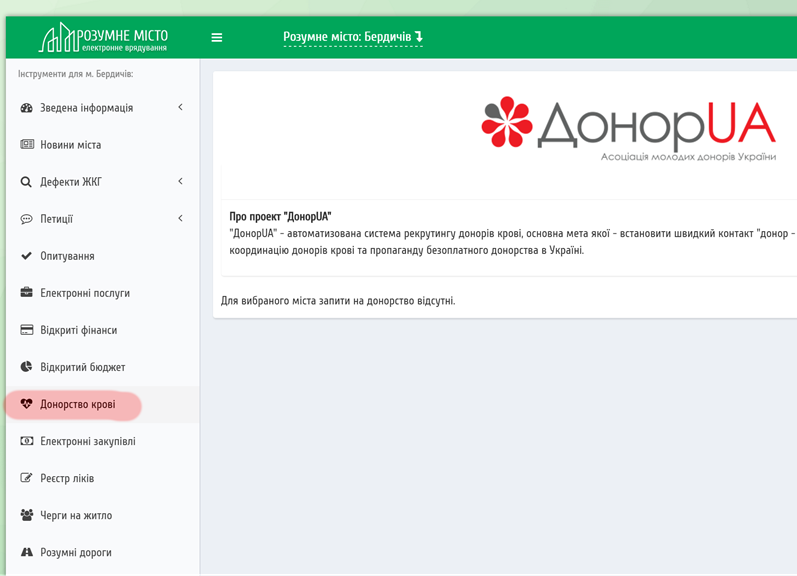 РОЗУМНЕ МІСТО
електронне врядування
Розумне місто: Бердичів
Інструменти для м. Бердичів:
Зведена інформація
Новини міста
Дефекти ЖКГ
Петиції
Опитування
Електронні послуги
Відкриті фінанси
Відкритий бюджет
Донорство крові
Електронні закупівлі
Реєстр ліків
Черги на житло
Розумні дороги
ДонорUA
Асоціація молодих донорів України
Про проект "ДонорUA"
"ДонорUA" - автоматизована система рекрутингу донорів крові, основна мета якої - встановити швидкий контакт "донор -
координацію донорів крові та пропаганду безоплатного донорства в Україні.
Для вибраного міста запити на донорство відсутні.